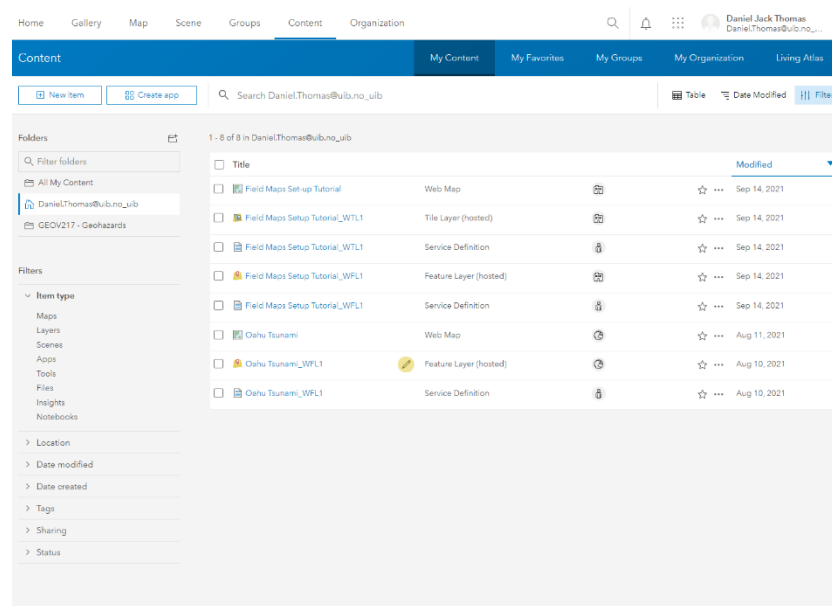 Home Gallery Map Scene Groups Content Organization
Daniel Jack Thomas
Daniel.Thomas@uib.no_...
Content My Content My Favorites My Groups My Organization Living Atlas
New item Create app Search Daniel.Thomas@uib.no_uib Table Date Modified Filte
Folders
1 - 8 of 8 in Daniel.Thomas@uib.no_uib
Filter folders
All My Content
Daniel.Thomas@uib.no_uib
GEOV217 - Geohazards
Filters
Item type
Maps
Layers
Scenes
Apps
Tools
Files
Insights
Notebooks
Location
Date modified
Date created
Tags
Sharing
Status
Title Modified
Field Maps Set-up Tutorial Web Map Sep 14, 2021
Field Maps Setup Tutorial_WTL1 Tile Layer (hosted) Sep 14, 2021
Field Maps Setup Tutorial_WTL1 Service Definition Sep 14, 2021
Field Maps Setup Tutorial_WFL1 Feature Layer (hosted) Sep 14, 2021
Field Maps Setup Tutorial_WFL1 Service Definition Sep 14, 2021
Oahu Tsunami Web Map Aug 11, 2021
Oahu Tsunami_WFL1 Feature Layer (hosted) Aug 10, 2021
Oahu Tsunami_WFL1 Service Definition Aug 10, 2021